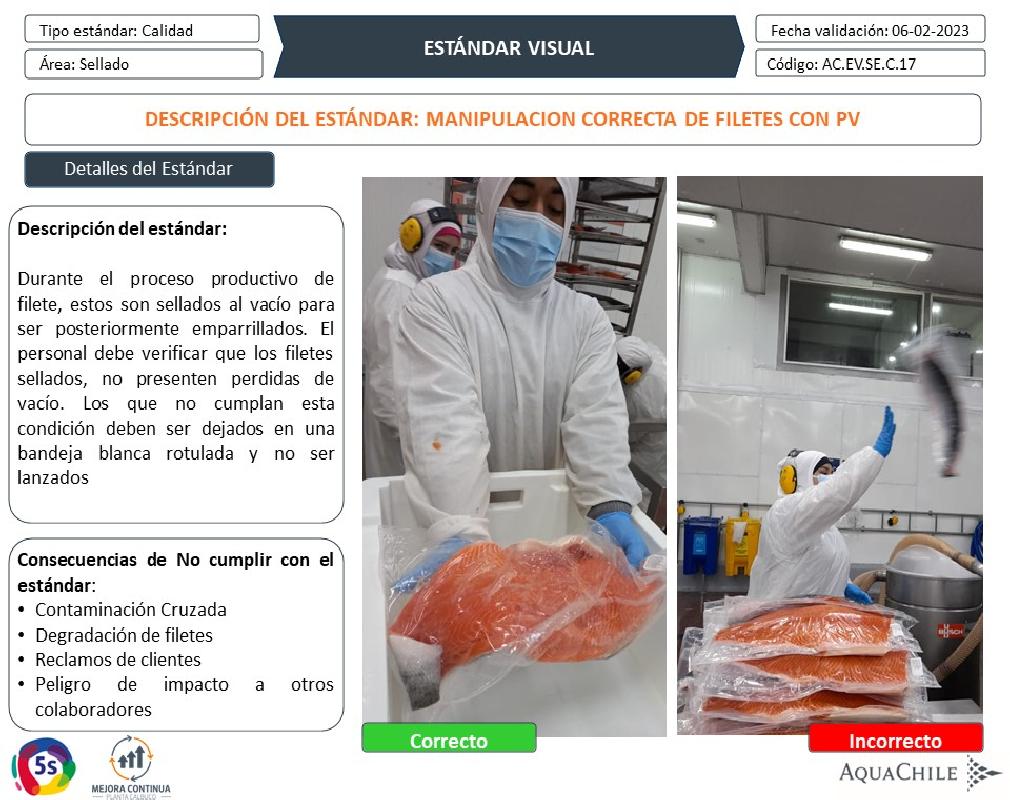 Tipo estándar: Calidad
Área: Sellado
ESTÁNDAR VISUAL
Fecha validación: 06-02-2023
Código: AC.EV.SE.C.17
DESCRIPCIÓN DEL ESTÁNDAR: MANIPULACION CORRECTA DE FILETES CON PV
Detalles del Estándar
Descripción del estándar:
Durante el proceso productivo de
filete, estos son sellados al vacío para
ser posteriormente emparrillados. El
personal debe verificar que los filetes
sellados, no presenten perdidas de
vacío. Los que no cumplan esta
condición deben ser dejados en una
bandeja blanca rotulada y no ser
lanzados
Consecuencias de No cumplir con el
estándar:
• Contaminación Cruzada
• Degradación de filetes
• Reclamos de clientes
• Peligro de impacto a otros
colaboradores
BUSCH
Correcto
Incorrecto
5s
MEJORA CONTINUA
PLANTA CALBUCO
AQUACHILE